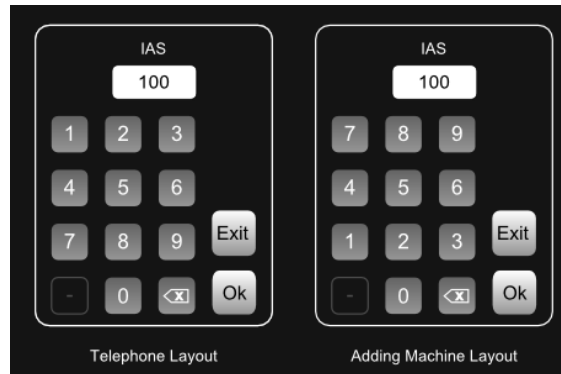 IAS
100
1 2 3
4 5 6
7 8 9 Exit
- 0 Ok
Telephone Layout
IAS
100
7 8 9
4 5 6
1 2 3 Exit
- 0 Ok
Adding Machine Layout